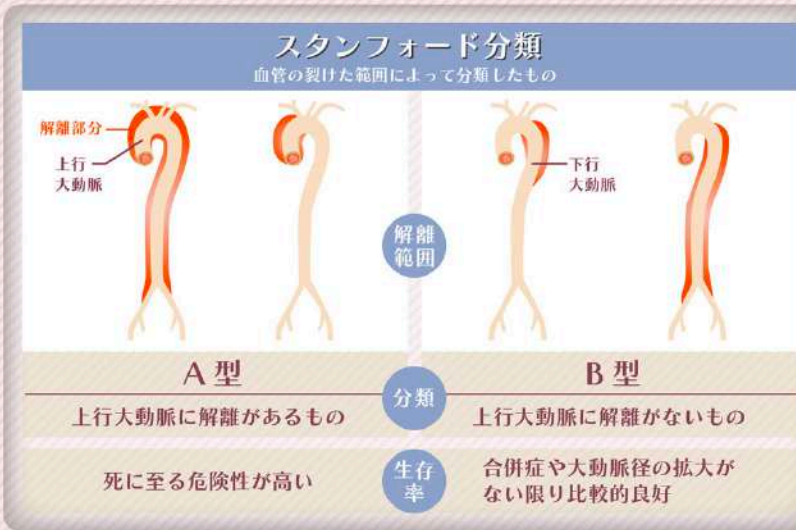 スタンフォード分類
血管の裂けた範囲によって分類したもの
解離部分
上行
大動脈
下行
大動脈
解離
範囲
A型
B型
分類
上行大動脈に解離があるもの
上行大動脈に解離がないもの
死に至る危険性が高い
生存
率
合併症や大動脈径の拡大が
ない限り比較的良好